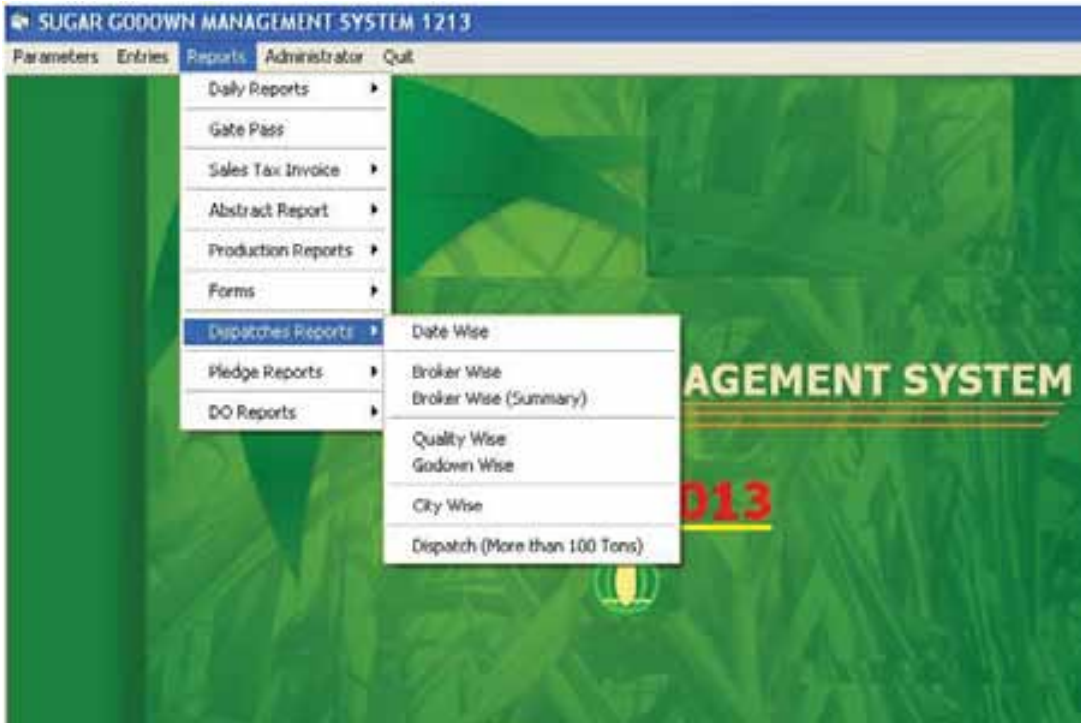 SUGAR GODOWN MANAGEMENT SYSTEM 1213
Parameters Entries Reports Administrator Quit
Daily Reports
Gate Pass
Sales Tax Invoice
Abstract Report
Production Reports
Forms
Dispatches Reports
Pledge Reports
DO Reports
Date Wise
Broker Wise
Broker Wise (Summary)
Quality Wise
Godown Wise
City Wise
Dispatch (More than 100 Tons)
AGEMENT SYSTEM
013